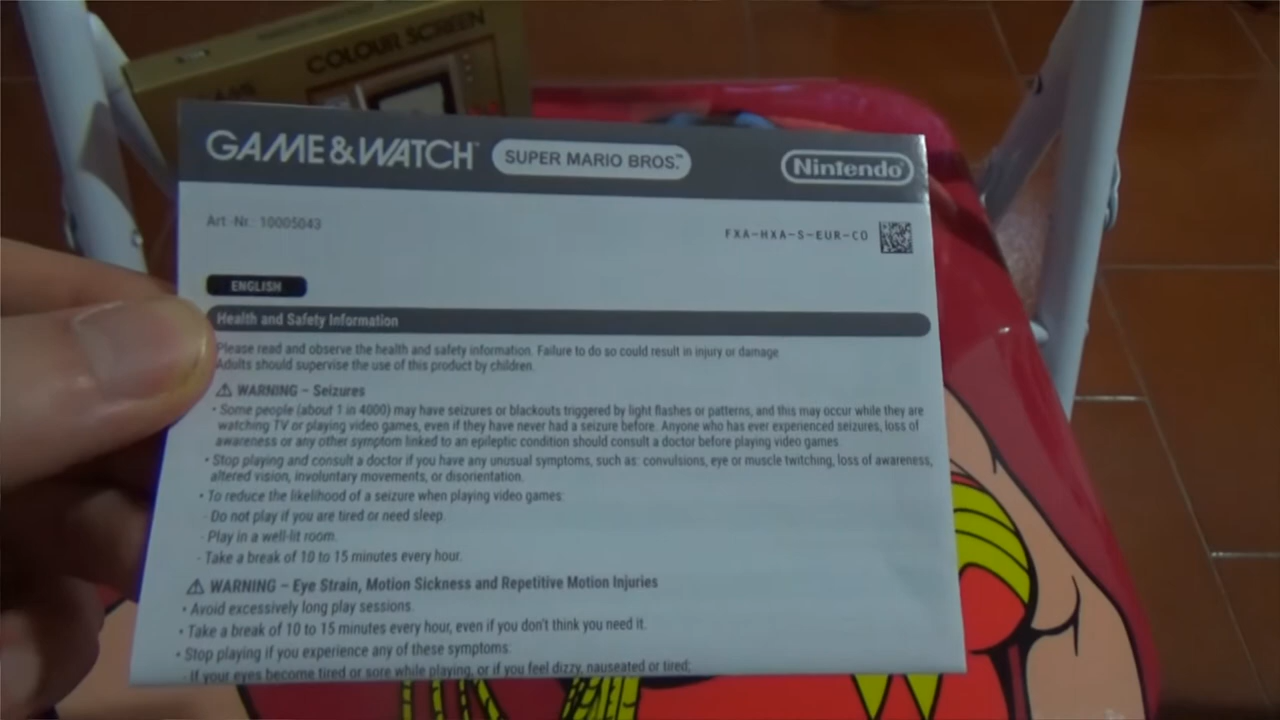 COLOUR SCREEN
GAME&WATCH™ SUPER MARIO BROS.™ Nintendo®
Art.-Nr.: 10005043
FXA-HXA-S-EUR-C0
ENGLISH
Health and Safety Information
Please read and observe the health and safety information. Failure to do so could result in injury or damage.
Adults should supervise the use of this product by children.
⚠ WARNING – Seizures
• Some people (about 1 in 4000) may have seizures or blackouts triggered by light flashes or patterns, and this may occur while they are
watching TV or playing video games, even if they have never had a seizure before. Anyone who has ever experienced seizures, loss of
awareness or any other symptom linked to an epileptic condition should consult a doctor before playing video games.
• Stop playing and consult a doctor if you have any unusual symptoms, such as: convulsions, eye or muscle twitching, loss of awareness,
altered vision, involuntary movements, or disorientation.
• To reduce the likelihood of a seizure when playing video games:
- Do not play if you are tired or need sleep.
- Play in a well-lit room.
- Take a break of 10 to 15 minutes every hour.
⚠ WARNING – Eye Strain, Motion Sickness and Repetitive Motion Injuries
• Avoid excessively long play sessions.
• Take a break of 10 to 15 minutes every hour, even if you don't think you need it.
• Stop playing if you experience any of these symptoms:
- If your eyes become tired or sore while playing, or if you feel dizzy, nauseated or tired;